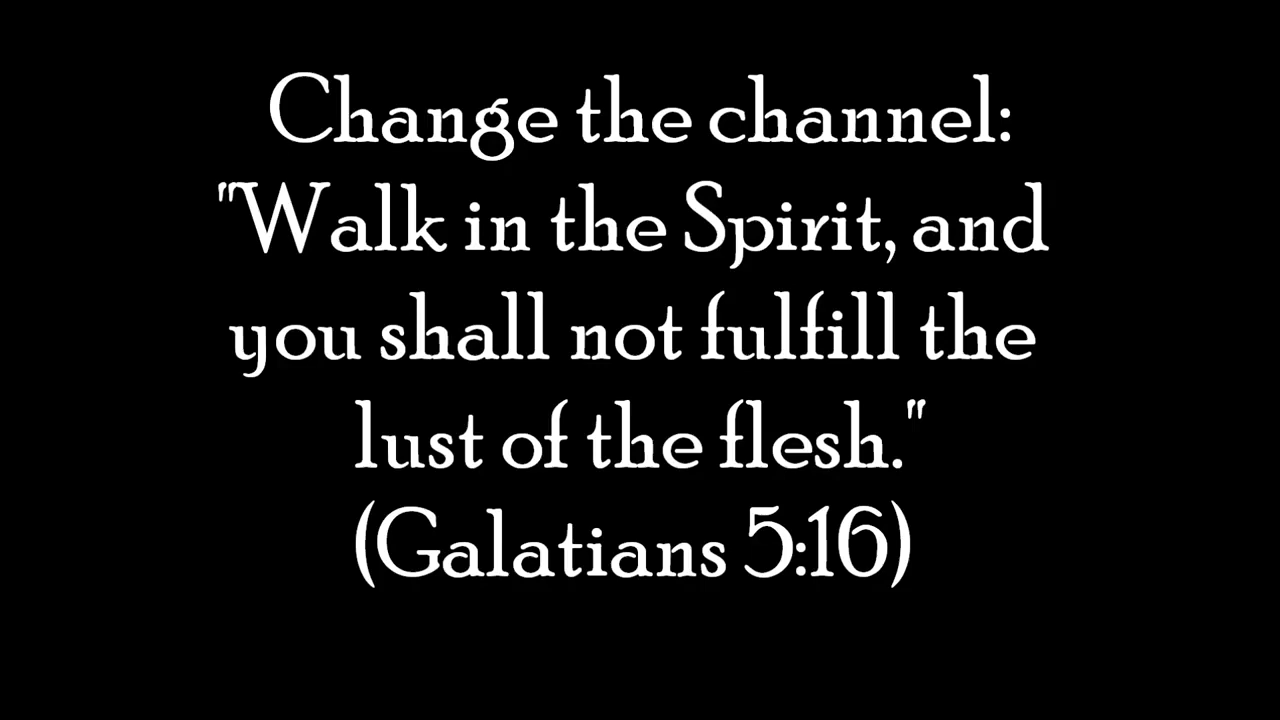 Change the channel:
"Walk in the Spirit, and
you shall not fulfill the
lust of the flesh."
(Galatians 5:16)